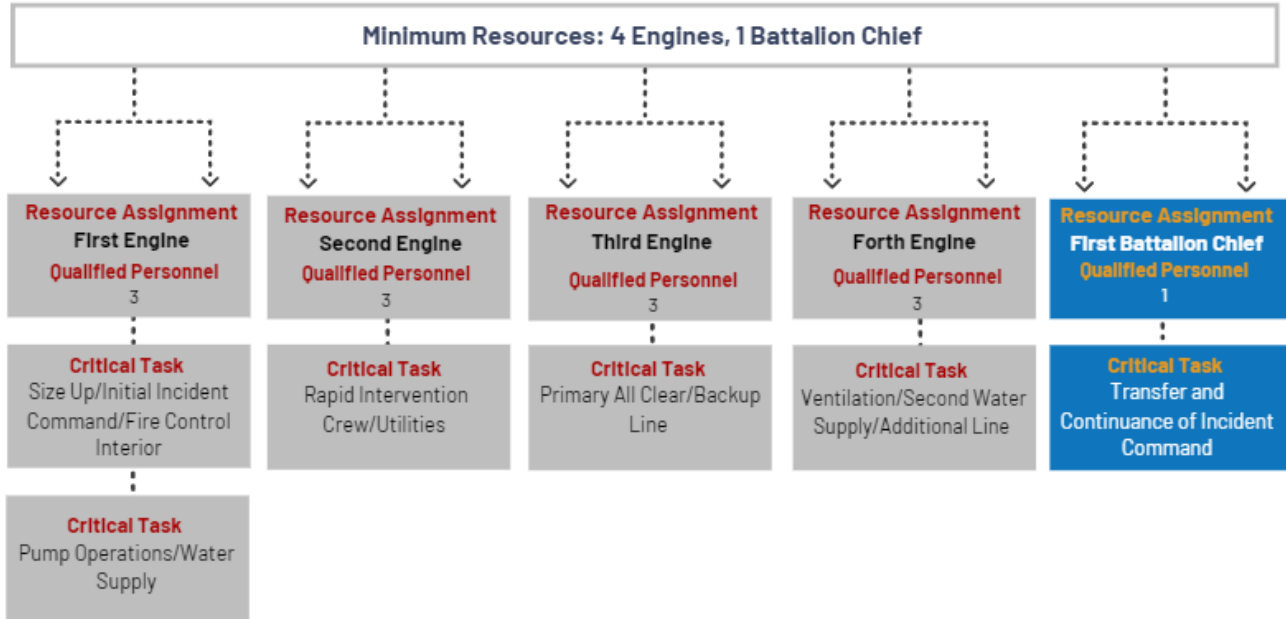 Minimum Resources: 4 Engines, 1 Battalion Chief
Resource Assignment
First Engine
Qualified Personnel
3
Critical Task
Size Up/Initial Incident
Command/Fire Control
Interior
Critical Task
Pump Operations/Water
Supply
Resource Assignment
Second Engine
Qualified Personnel
3
Critical Task
Rapid Intervention
Crew/Utilities
Resource Assignment
Third Engine
Qualified Personnel
3
Critical Task
Primary All Clear/Backup
Line
Resource Assignment
Forth Engine
Qualified Personnel
3
Critical Task
Ventilation/Second Water
Supply/Additional Line
Resource Assignment
First Battalion Chief
Qualified Personnel
1
Critical Task
Transfer and
Continuance of Incident
Command